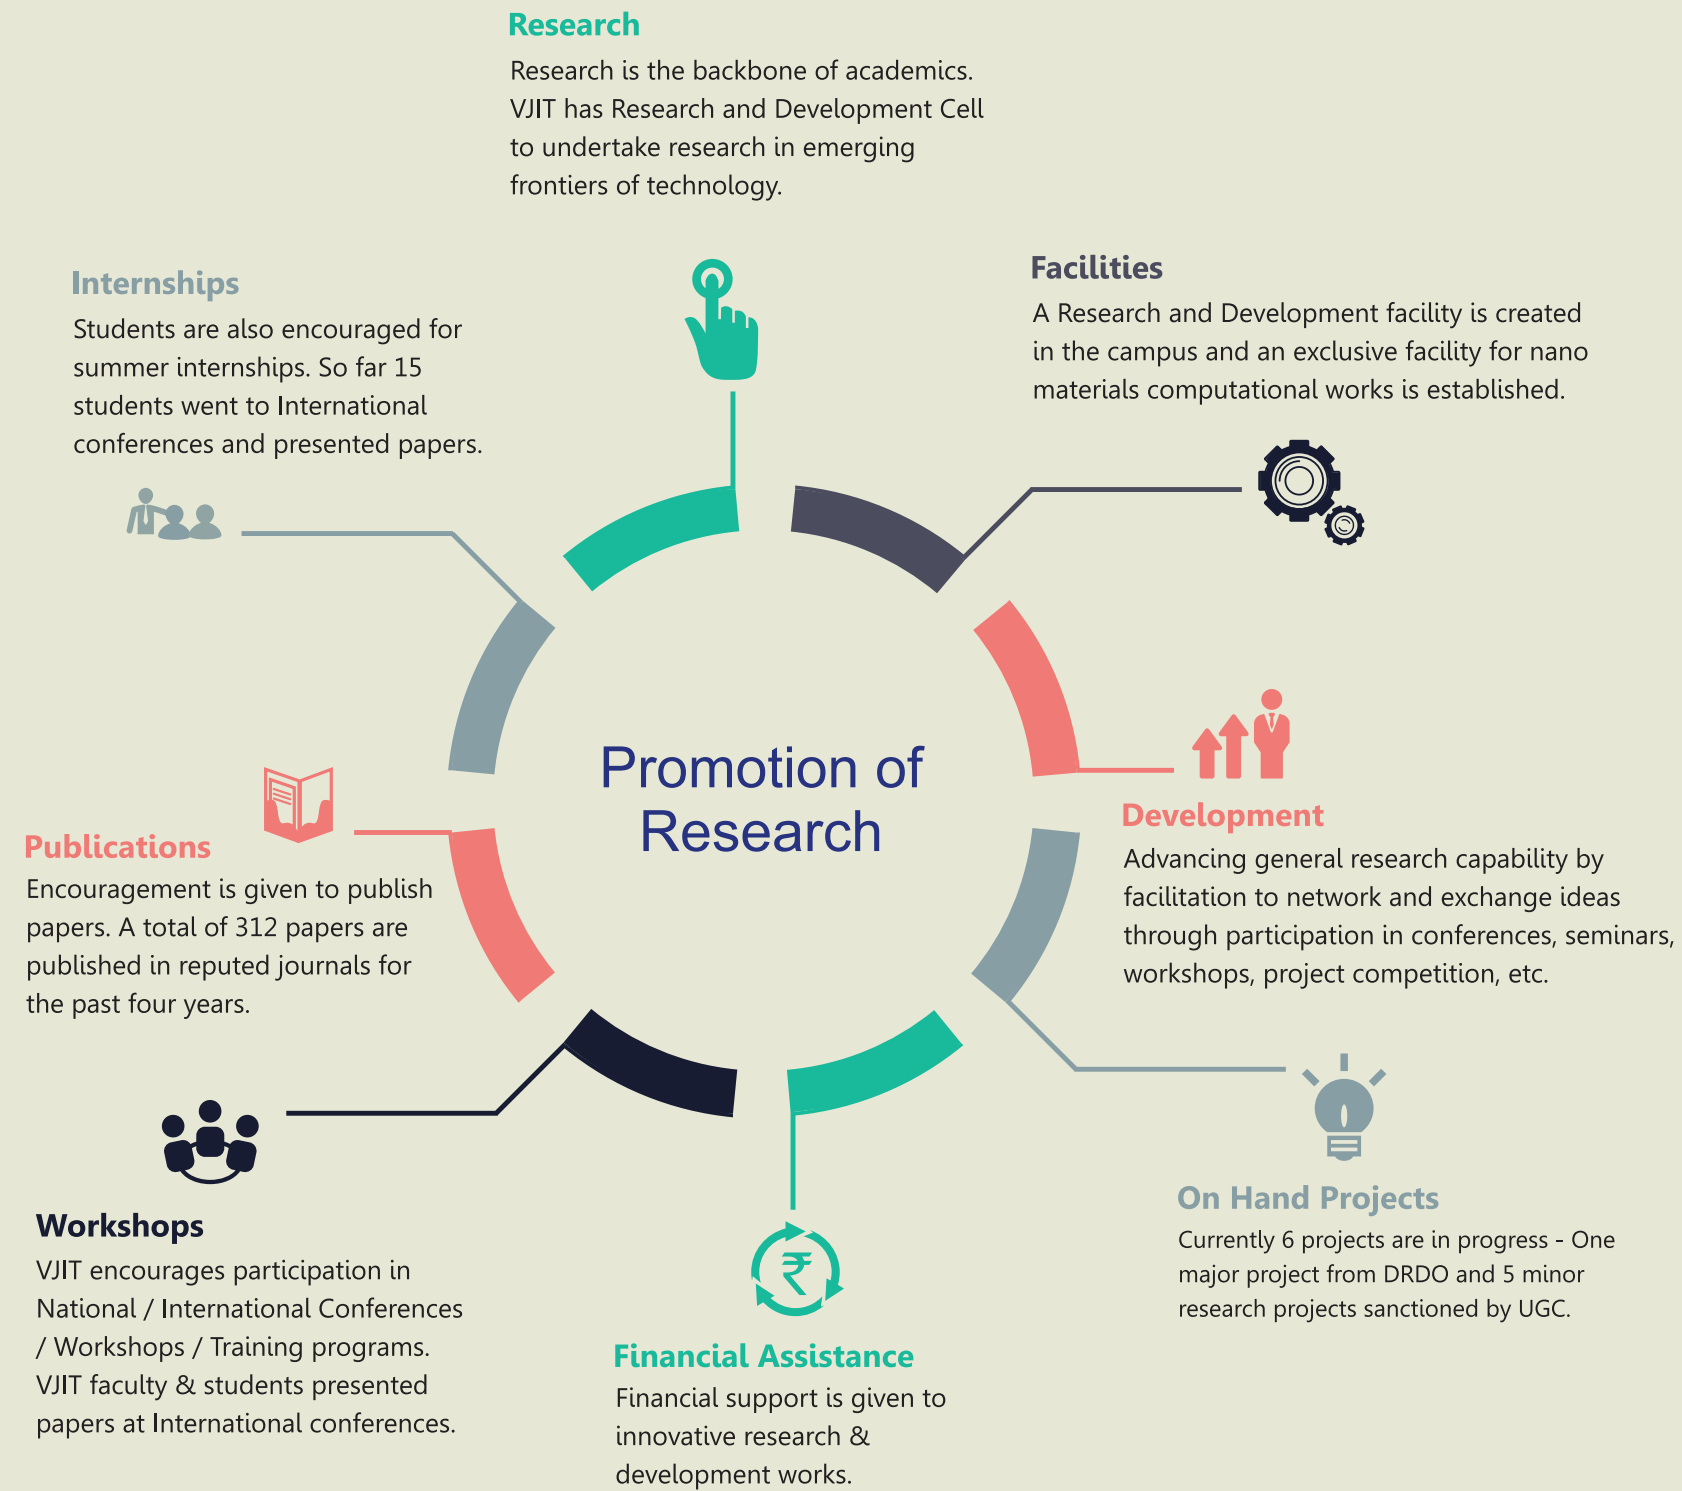 Research
Research is the backbone of academics.
VJIT has Research and Development Cell
to undertake research in emerging
frontiers of technology.
Internships
Students are also encouraged for
summer internships. So far 15
students went to International
conferences and presented papers.
Facilities
A Research and Development facility is created
in the campus and an exclusive facility for nano
materials computational works is established.
Promotion of
Research
Publications
Encouragement is given to publish
papers. A total of 312 papers are
published in reputed journals for
the past four years.
Development
Advancing general research capability by
facilitation to network and exchange ideas
through participation in conferences, seminars,
workshops, project competition, etc.
Workshops
VJIT encourages participation in
National / International Conferences
/ Workshops / Training programs.
VJIT faculty & students presented
papers at International conferences.
₹
Financial Assistance
Financial support is given to
innovative research &
development works.
On Hand Projects
Currently 6 projects are in progress - One
major project from DRDO and 5 minor
research projects sanctioned by UGC.